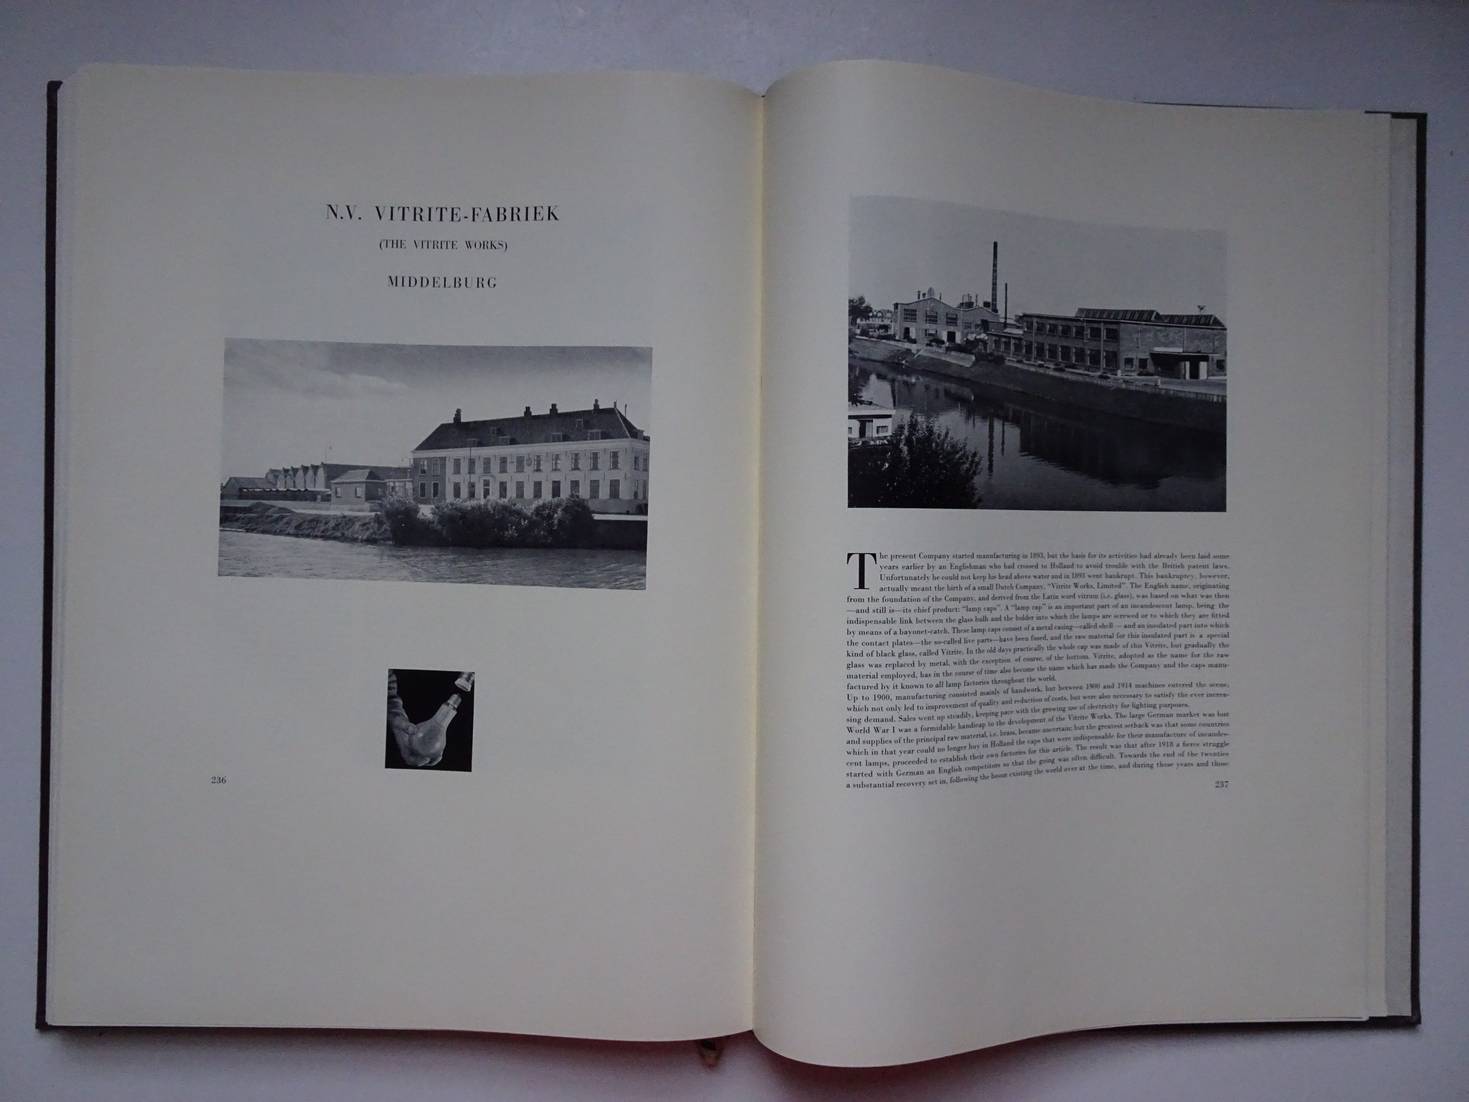 N.V. VITRITE-FABRIEK
(THE VITRITE WORKS)
MIDDELBURG
236
The present Company started manufacturing in 1893, but the basis for its activities had already been laid some
years earlier by an Englishman who had crossed to Holland to avoid trouble with the British patent laws.
Unfortunately he could not keep his head above water and in 1893 went bankrupt. This bankruptcy, however,
actually meant the birth of a small Dutch Company, "Vitrite Works, Limited". The English name, originating
from the foundation of the Company, and derived from the Latin word vitrum (i.e. glass), was based on what was then
—and still is—its chief product: "lamp caps". A "lamp cap" is an important part of an incandescent lamp, being the
indispensable link between the glass bulb and the holder into which the lamps are screwed or to which they are fitted
by means of a bayonet-catch. These lamp caps consist of a metal casing—called shell — and an insulated part into which
the contact plates—the so-called live parts—have been fused, and the raw material for this insulated part is a special
kind of black glass, called Vitrite. In the old days practically the whole cap was made of this Vitrite, but gradually the
glass was replaced by metal, with the exception, of course, of the bottom. Vitrite, adopted as the name for the raw
material employed, has in the course of time also become the name which has made the Company and the caps manu-
factured by it known to all lamp factories throughout the world.
Up to 1900, manufacturing consisted mainly of handwork, but between 1900 and 1914 machines entered the scene,
which not only led to improvement of quality and reduction of costs, but were also necessary to satisfy the ever increa-
sing demand. Sales went up steadily, keeping pace with the growing use of electricity for lighting purposes.
World War I was a formidable handicap in the development of the Vitrite Works. The large German market was lost
and supplies of the principal raw material, i.e. brass, became uncertain; but the greatest setback was that some countries
which in that year could no longer buy in Holland the caps that were indispensable for their manufacture of incandes-
cent lamps, proceeded to establish their own factories for this article. The result was that after 1918 a fierce struggle
started with German an English competitors so that the going was often difficult. Towards the end of the twenties
a substantial recovery set in, following the boom existing the world over at the time, and during those years and those
237